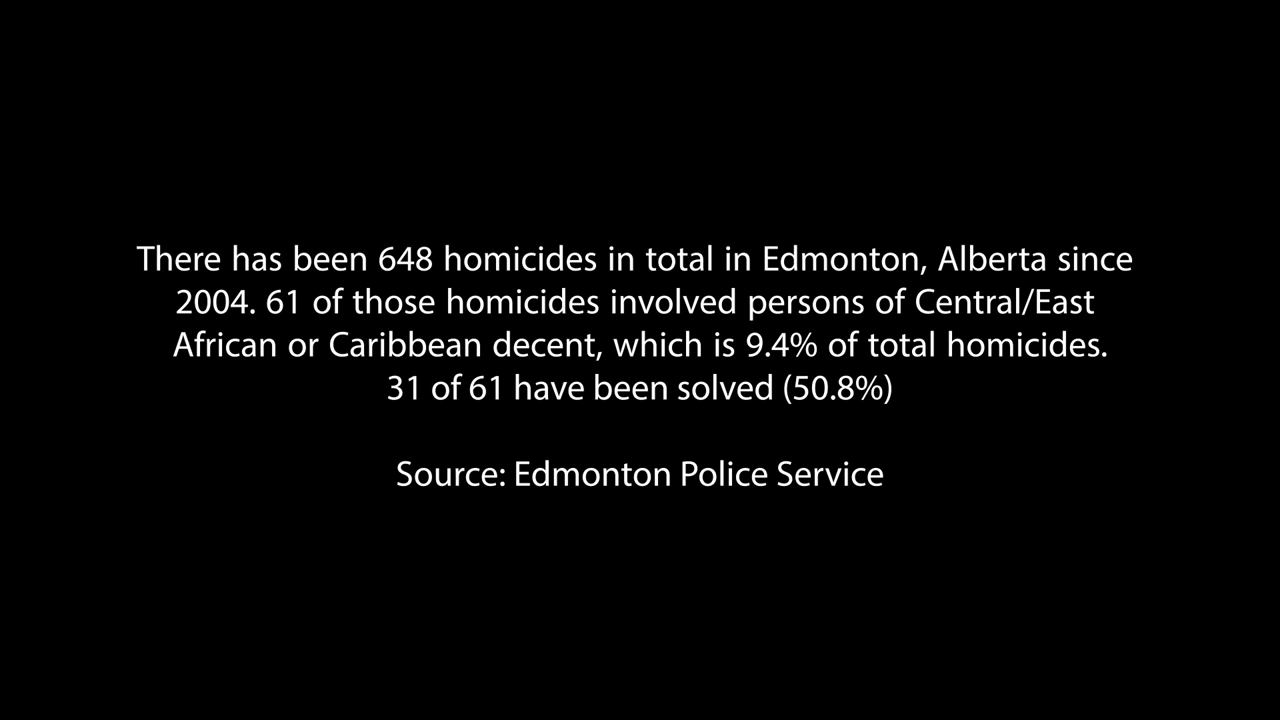 There has been 648 homicides in total in Edmonton, Alberta since
2004. 61 of those homicides involved persons of Central/East
African or Caribbean decent, which is 9.4% of total homicides.
31 of 61 have been solved (50.8%)
Source: Edmonton Police Service